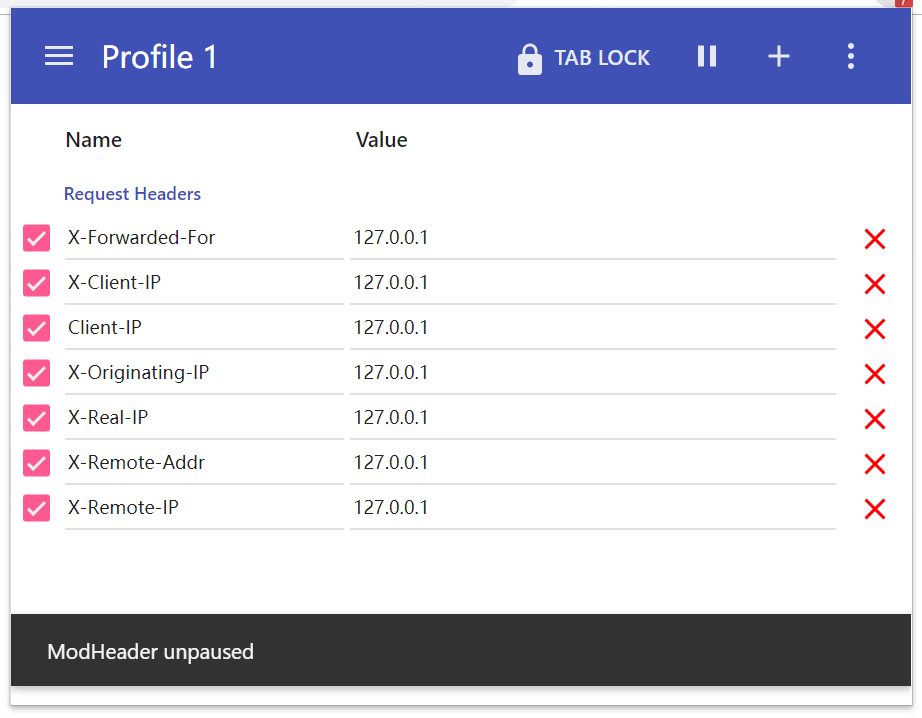 7
Profile 1 TAB LOCK
Name Value
Request Headers
X-Forwarded-For 127.0.0.1
X-Client-IP 127.0.0.1
Client-IP 127.0.0.1
X-Originating-IP 127.0.0.1
X-Real-IP 127.0.0.1
X-Remote-Addr 127.0.0.1
X-Remote-IP 127.0.0.1
ModHeader unpaused